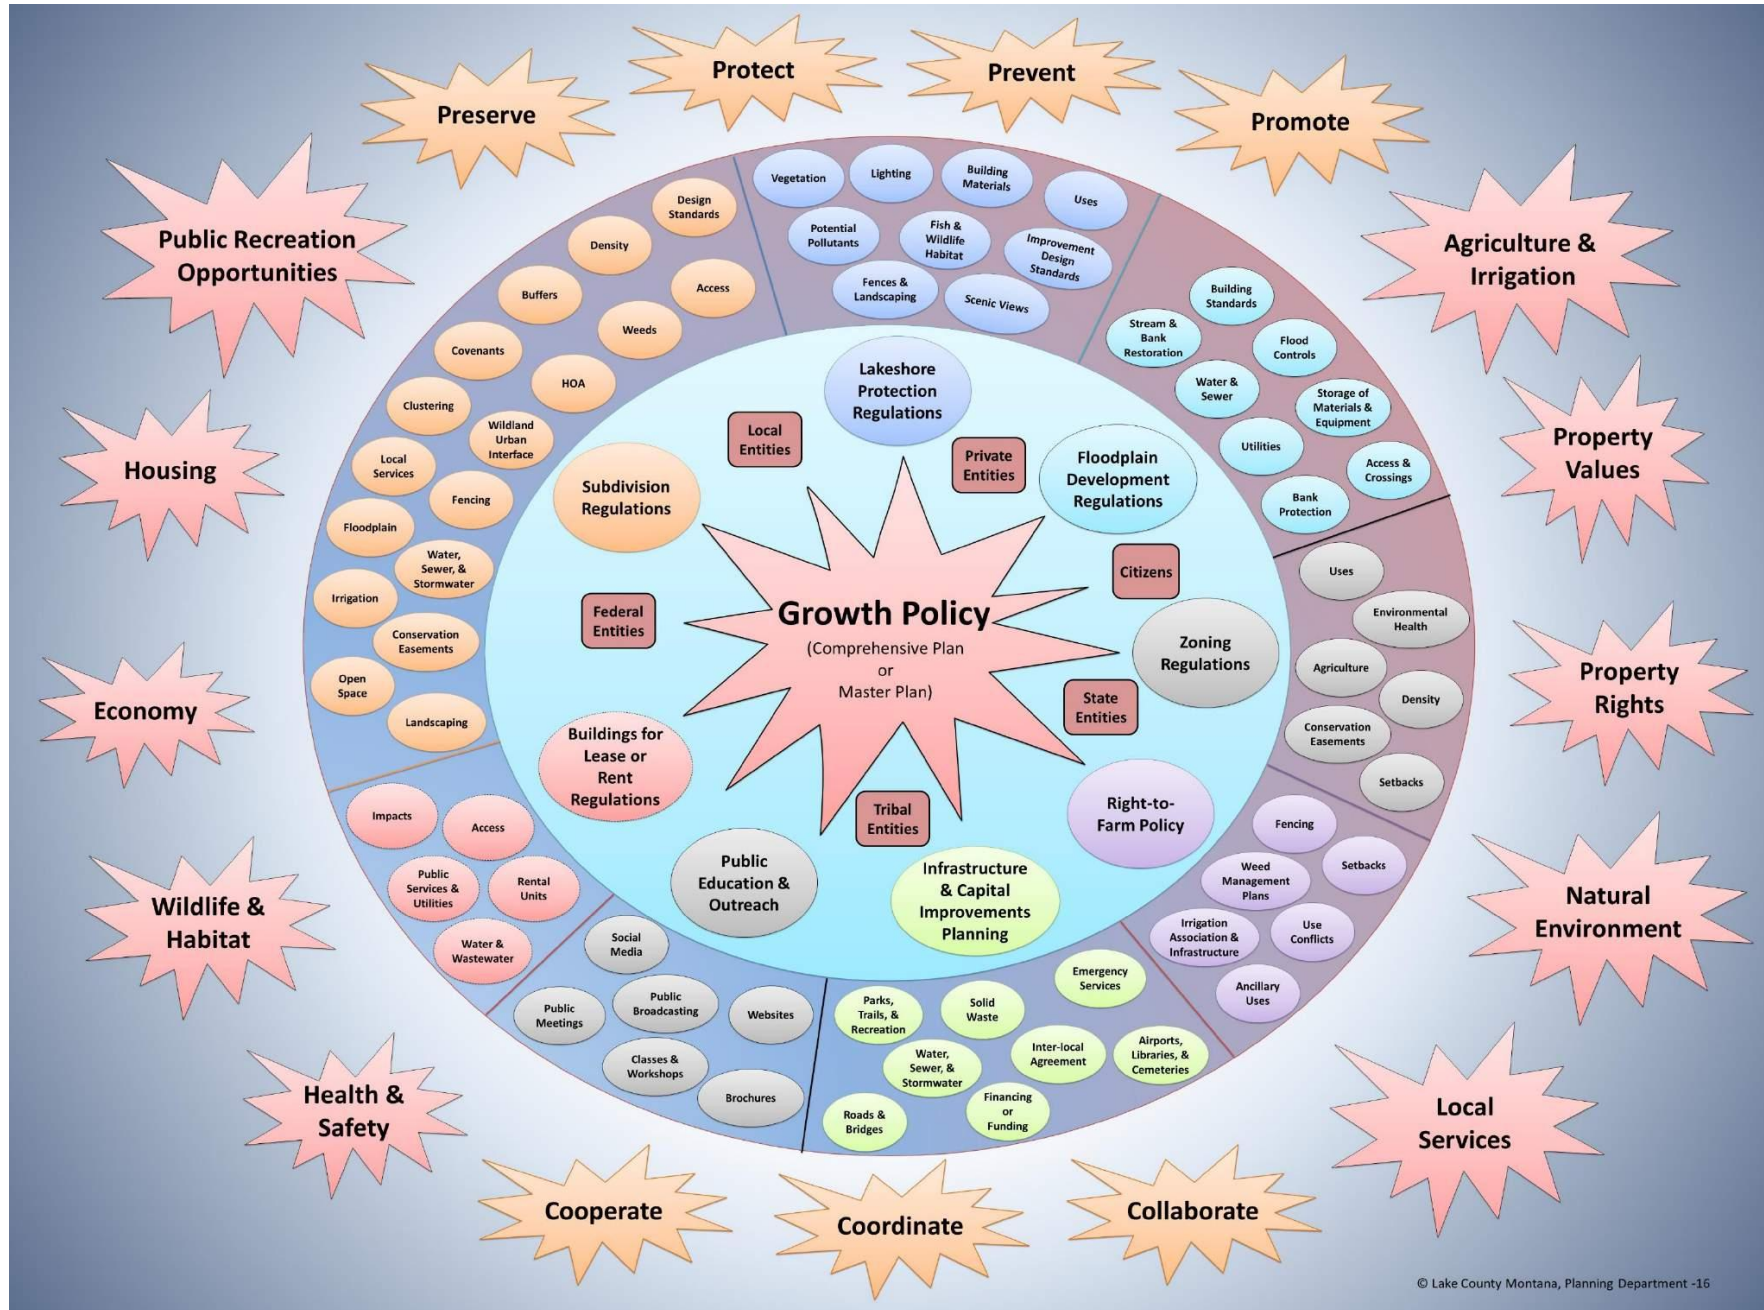 Protect
Prevent
Preserve
Promote
Public Recreation
Opportunities
Agriculture &
Irrigation
Housing
Property
Values
Economy
Property
Rights
Wildlife &
Habitat
Natural
Environment
Health &
Safety
Local
Services
Cooperate
Coordinate
Collaborate
Design
Standards
Density
Access
Buffers
Weeds
Covenants
HOA
Clustering
Wildland
Urban
Interface
Local
Services
Fencing
Floodplain
Water,
Sewer, &
Stormwater
Irrigation
Conservation
Easements
Open
Space
Landscaping
Vegetation
Lighting
Building
Materials
Uses
Potential
Pollutants
Fish &
Wildlife
Habitat
Improvement
Design
Standards
Fences &
Landscaping
Scenic Views
Building
Standards
Stream &
Bank
Restoration
Flood
Controls
Water &
Sewer
Storage of
Materials &
Equipment
Utilities
Access &
Crossings
Bank
Protection
Uses
Environmental
Health
Agriculture
Density
Conservation
Easements
Setbacks
Fencing
Setbacks
Weed
Management
Plans
Irrigation
Association &
Infrastructure
Use
Conflicts
Ancillary
Uses
Emergency
Services
Parks,
Trails, &
Recreation
Solid
Waste
Inter-local
Agreement
Airports,
Libraries, &
Cemeteries
Water,
Sewer, &
Stormwater
Roads &
Bridges
Financing
or
Funding
Social
Media
Public
Meetings
Public
Broadcasting
Websites
Classes &
Workshops
Brochures
Impacts
Access
Public
Services &
Utilities
Rental
Units
Water &
Wastewater
Lakeshore
Protection
Regulations
Local
Entities
Private
Entities
Floodplain
Development
Regulations
Subdivision
Regulations
Citizens
Federal
Entities
Growth Policy
(Comprehensive Plan
or
Master Plan)
Zoning
Regulations
State
Entities
Buildings for
Lease or
Rent
Regulations
Tribal
Entities
Right-to-
Farm Policy
Public
Education &
Outreach
Infrastructure
& Capital
Improvements
Planning
© Lake County Montana, Planning Department -16